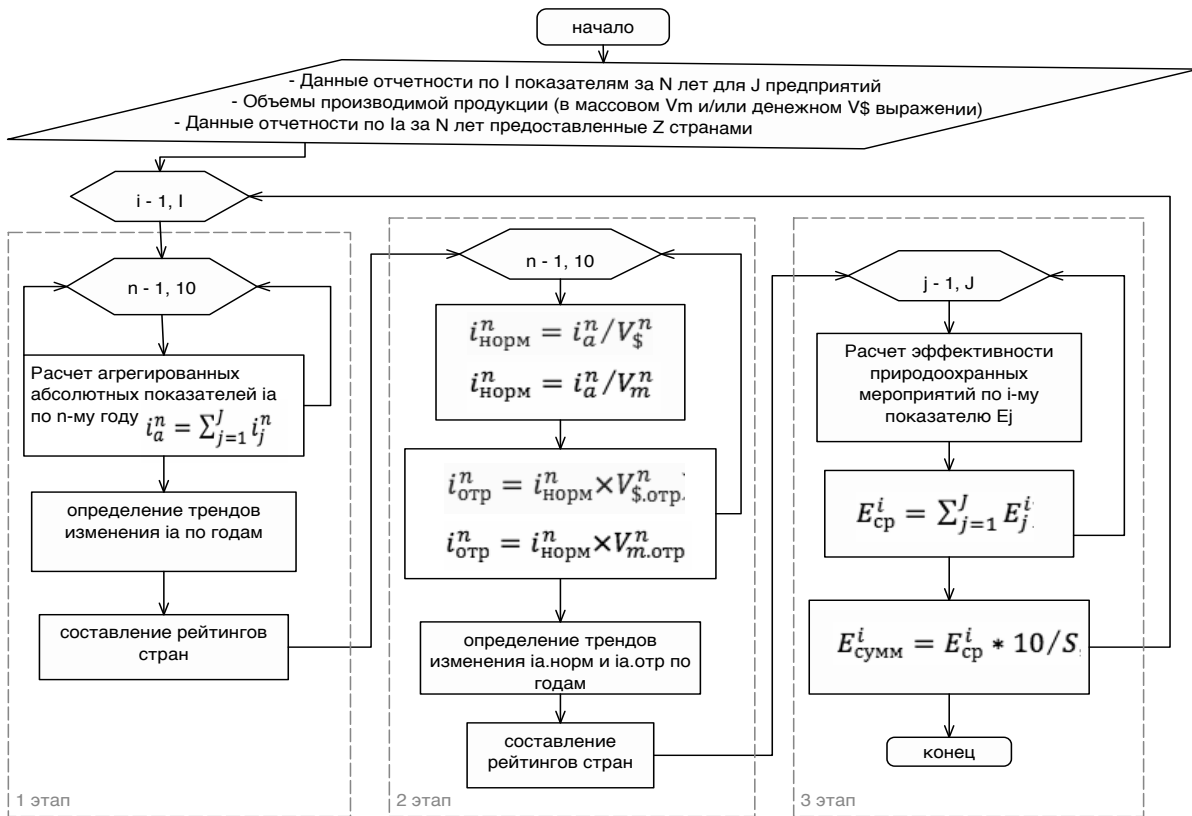 начало
- Данные отчетности по I показателям за N лет для J предприятий
- Объемы производимой продукции (в массовом Vm и/или денежном V$ выражении)
- Данные отчетности по Ia за N лет предоставленные Z странами
i - 1, I
n - 1, 10
Расчет агрегированных
абсолютных показателей ia
по n-му году i_a^n = ∑_{j=1}^J i_j^n
определение трендов
изменения ia по годам
составление рейтингов
стран
1 этап
n - 1, 10
i_норм^n = i_a^n/V_$^n
i_норм^n = i_a^n/V_m^n
i_отр^n = i_норм^n×V_{$.отр}^n
i_отр^n = i_норм^n×V_{m.отр}^n
определение трендов
изменения ia.норм и ia.отр по
годам
составление
рейтингов стран
2 этап
j - 1, J
Расчет эффективности
природоохранных
мероприятий по i-му
показателю Ej
E_ср^i = ∑_{j=1}^J E_j^i
E_сумм^i = E_ср^i * 10/S
конец
3 этап